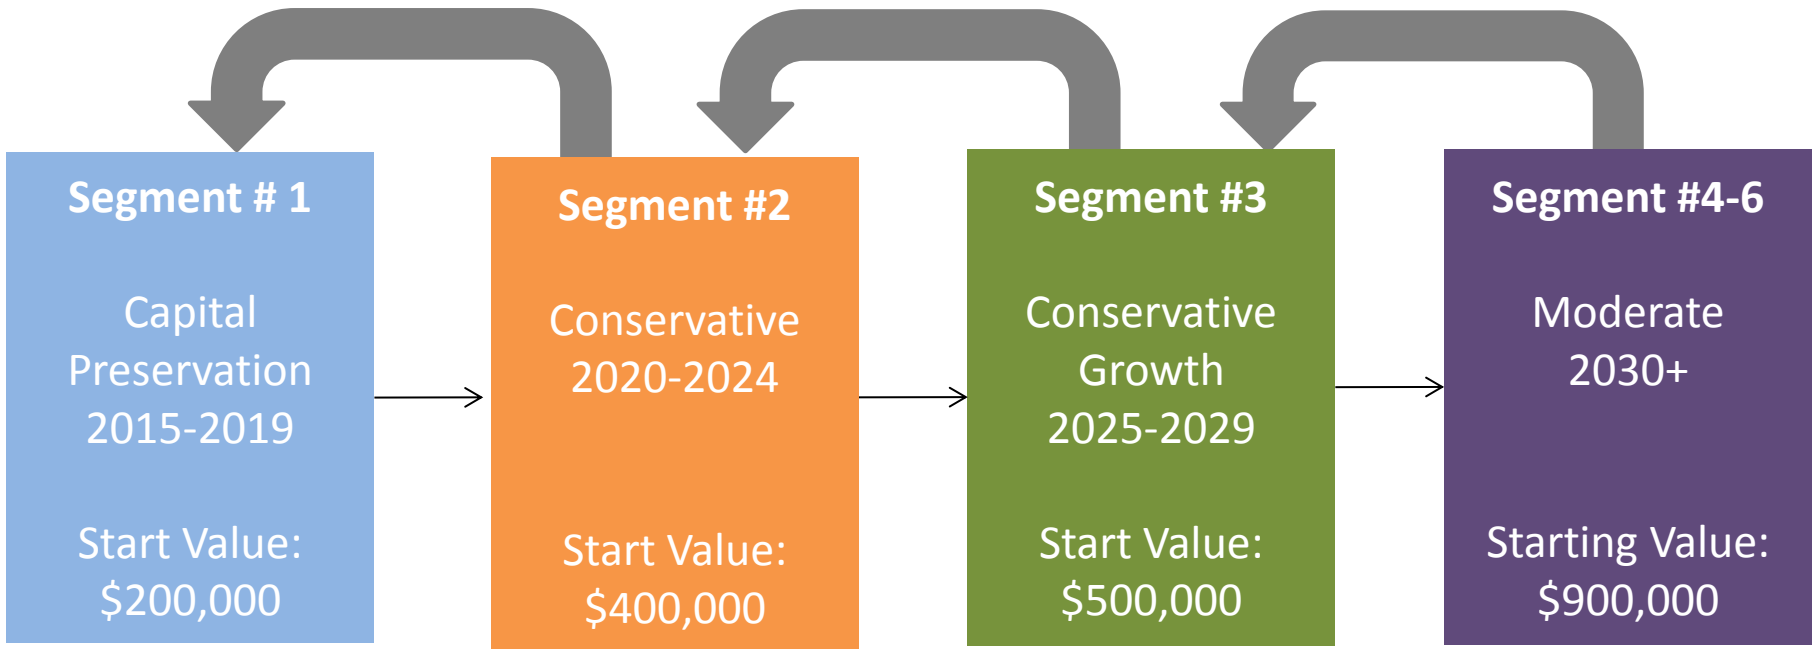 Segment # 1
Capital
Preservation
2015-2019
Start Value:
$200,000
Segment #2
Conservative
2020-2024
Start Value:
$400,000
Segment #3
Conservative
Growth
2025-2029
Start Value:
$500,000
Segment #4-6
Moderate
2030+
Starting Value:
$900,000